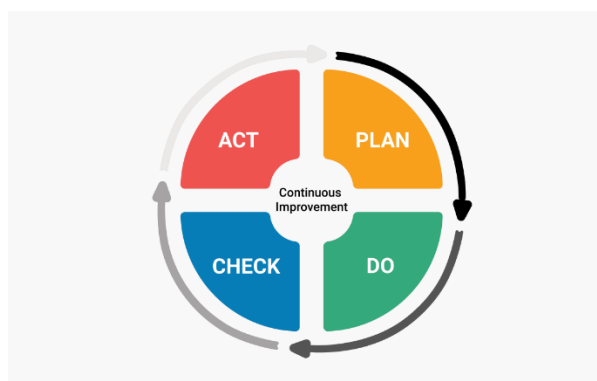 ACT
PLAN
Continuous
Improvement
CHECK
DO